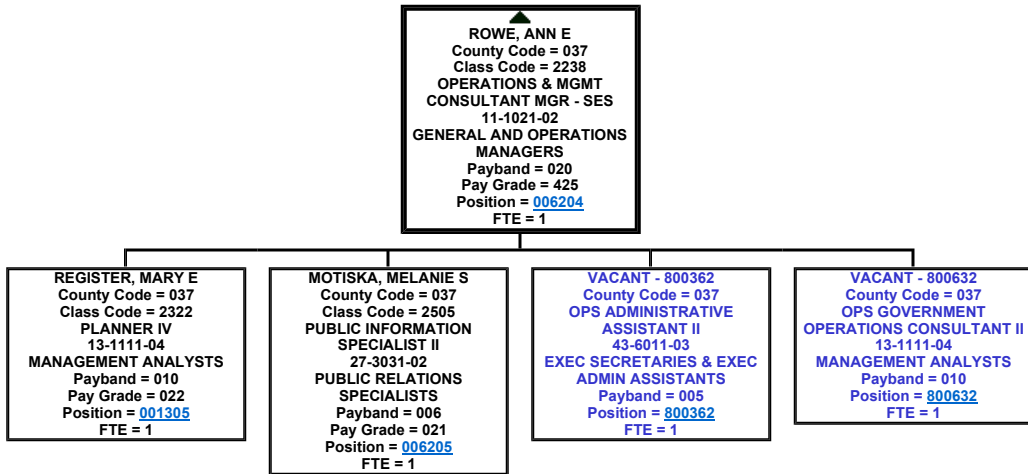 ROWE, ANN E
County Code = 037
Class Code = 2238
OPERATIONS & MGMT
CONSULTANT MGR - SES
11-1021-02
GENERAL AND OPERATIONS
MANAGERS
Payband = 020
Pay Grade = 425
Position = 006204
FTE = 1
REGISTER, MARY E
County Code = 037
Class Code = 2322
PLANNER IV
13-1111-04
MANAGEMENT ANALYSTS
Payband = 010
Pay Grade = 022
Position = 001305
FTE = 1
MOTISKA, MELANIE S
County Code = 037
Class Code = 2505
PUBLIC INFORMATION
SPECIALIST II
27-3031-02
PUBLIC RELATIONS
SPECIALISTS
Payband = 006
Pay Grade = 021
Position = 006205
FTE = 1
VACANT - 800362
County Code = 037
OPS ADMINISTRATIVE
ASSISTANT II
43-6011-03
EXEC SECRETARIES & EXEC
ADMIN ASSISTANTS
Payband = 005
Position = 800362
FTE = 1
VACANT - 800632
County Code = 037
OPS GOVERNMENT
OPERATIONS CONSULTANT II
13-1111-04
MANAGEMENT ANALYSTS
Payband = 010
Position = 800632
FTE = 1